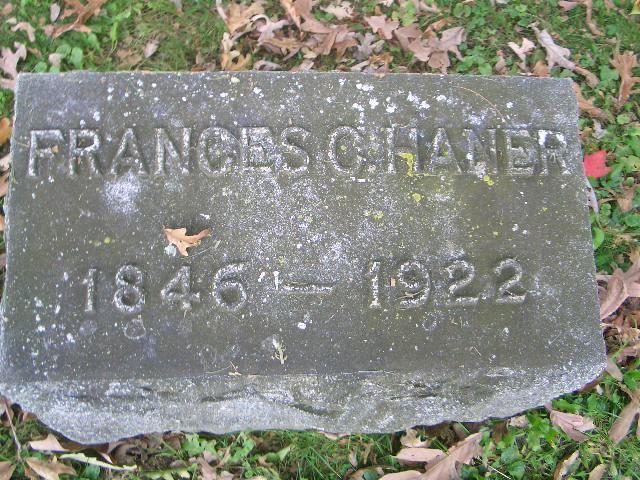 FRANCES C. HANER
1846 — 1922